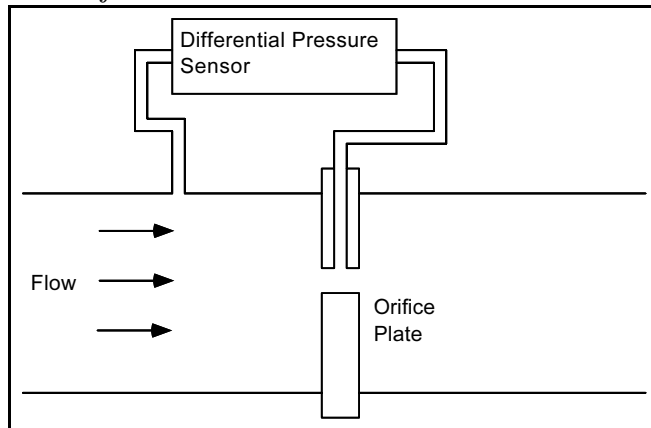 Differential Pressure
Sensor
Flow
Orifice
Plate